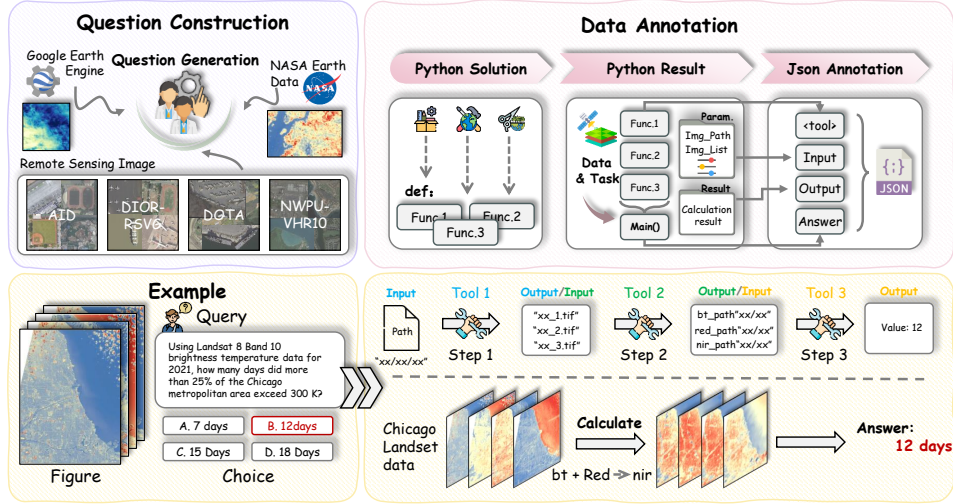 Question Construction
Google Earth
Engine
Question Generation
NASA Earth
Data
NASA
Remote Sensing Image
AID
DIOR-
RSVG
DOTA
NWPU-
VHR10
Data Annotation
Python Solution
Python Result
Json Annotation
def:
Func.1
Func.2
Func.3
Data
& Task
Func.1
Func.2
Func.3
Main()
Param.
Img_Path
Img_List
Result
Calculation
result
<tool>
Input
Output
Answer
{;}
JSON
Example
?
Query
Using Landsat 8 Band 10
brightness temperature data for
2021, how many days did more
than 25% of the Chicago
metropolitan area exceed 300 K?
A. 7 days
B. 12days
C. 15 Days
D. 18 Days
Figure
Choice
Input
Tool 1
Output/Input
Tool 2
Output/Input
Tool 3
Output
Path
"xx/xx/xx"
Step 1
"xx_1.tif"
"xx_2.tif"
"xx_3.tif"
Step 2
bt_path"xx/xx"
red_path"xx/xx"
nir_path"xx/xx"
Step 3
Value: 12
Chicago
Landset
data
Calculate
bt + Red
nir
Answer:
12 days